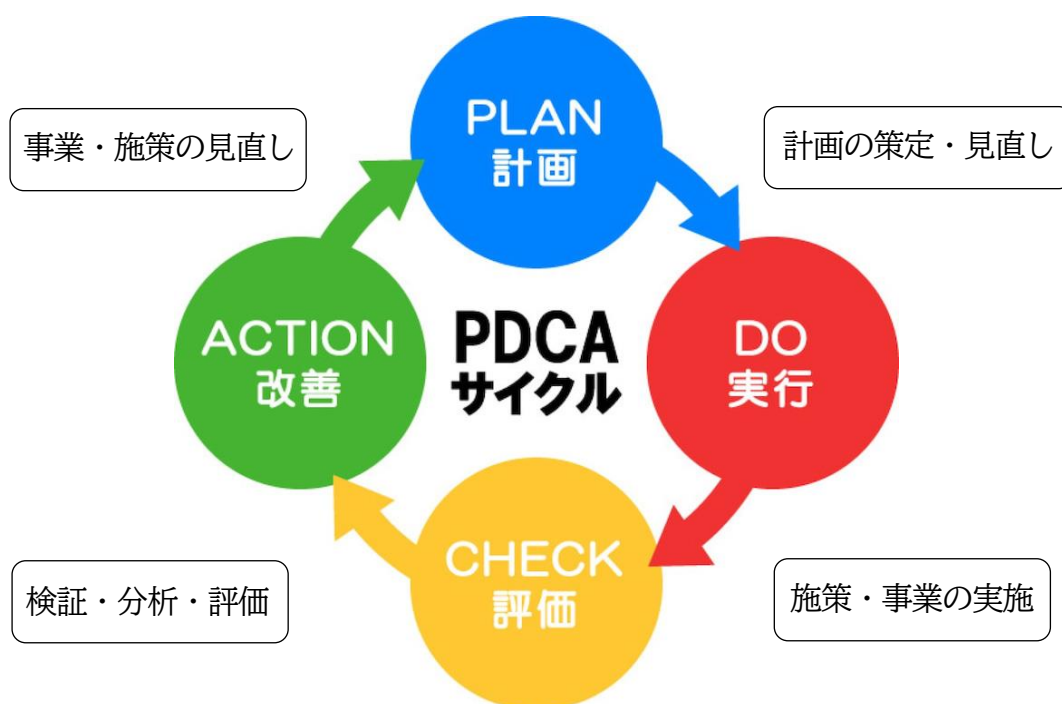 PLAN
計画
事業・施策の見直し
計画の策定・見直し
ACTION
改善
PDCA
サイクル
DO
実行
CHECK
評価
検証・分析・評価
施策・事業の実施